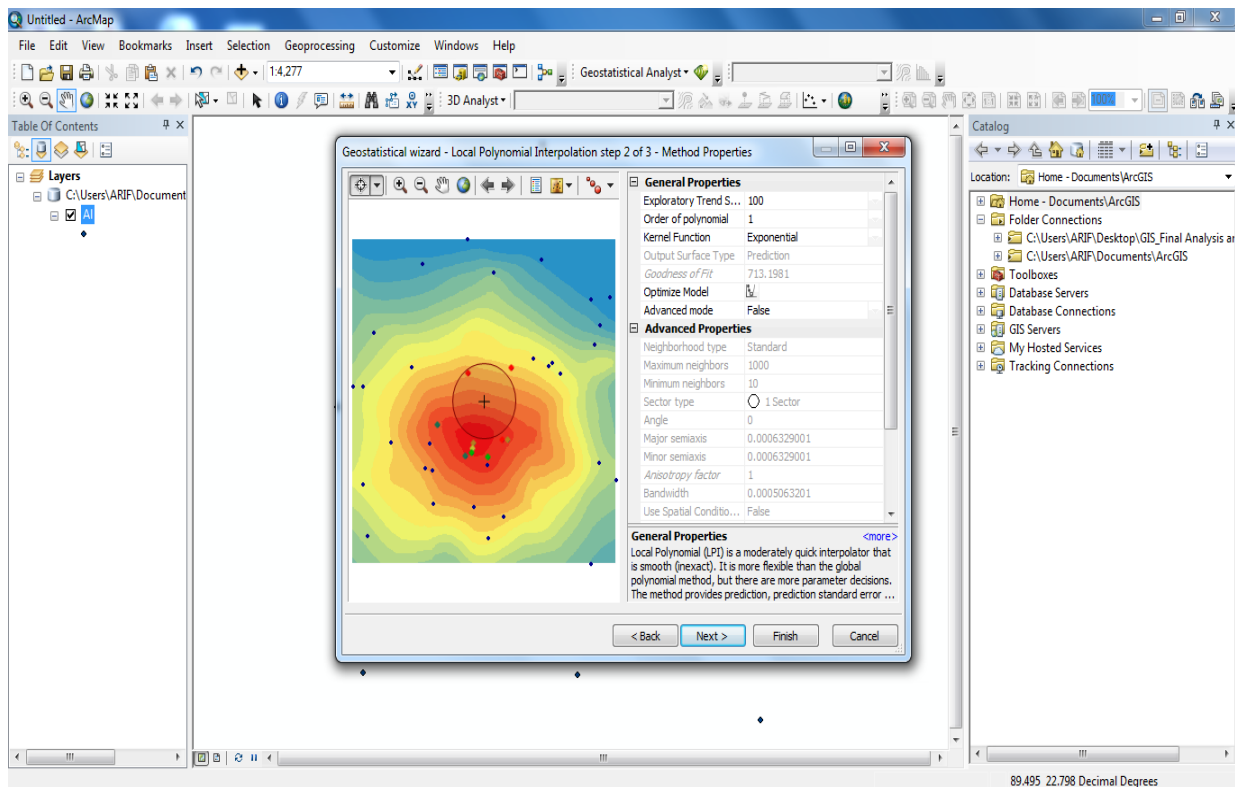 Untitled - ArcMap
File Edit View Bookmarks Insert Selection Geoprocessing Customize Windows Help
1:4,277
Geostatistical Analyst
3D Analyst
100%
Table Of Contents
Layers
C:\Users\ARIF\Document
Al
Geostatistical wizard - Local Polynomial Interpolation step 2 of 3 - Method Properties
General Properties
Exploratory Trend S... 100
Order of polynomial 1
Kernel Function Exponential
Output Surface Type Prediction
Goodness of Fit 713.1981
Optimize Model
Advanced mode False
Advanced Properties
Neighborhood type Standard
Maximum neighbors 1000
Minimum neighbors 10
Sector type 1 Sector
Angle 0
Major semiaxis 0.0006329001
Minor semiaxis 0.0006329001
Anisotropy factor 1
Bandwidth 0.0005063201
Use Spatial Conditio... False
General Properties <more>
Local Polynomial (LPI) is a moderately quick interpolator that
is smooth (inexact). It is more flexible than the global
polynomial method, but there are more parameter decisions.
The method provides prediction, prediction standard error ...
< Back Next > Finish Cancel
Catalog
Location: Home - Documents\ArcGIS
Home - Documents\ArcGIS
Folder Connections
C:\Users\ARIF\Desktop\GIS_Final Analysis ar
C:\Users\ARIF\Documents\ArcGIS
Toolboxes
Database Servers
Database Connections
GIS Servers
My Hosted Services
Tracking Connections
89.495 22.798 Decimal Degrees